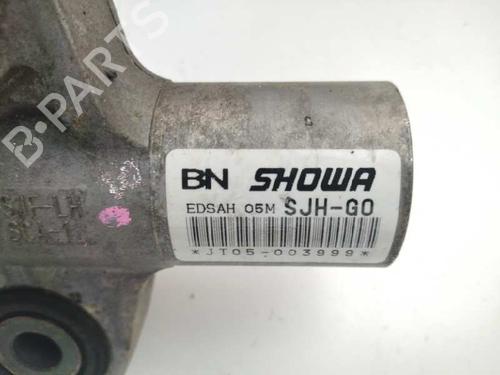 B-PARTS
BN SHOWA
EDSAH 05M SJH-G0
*JT05-003999*